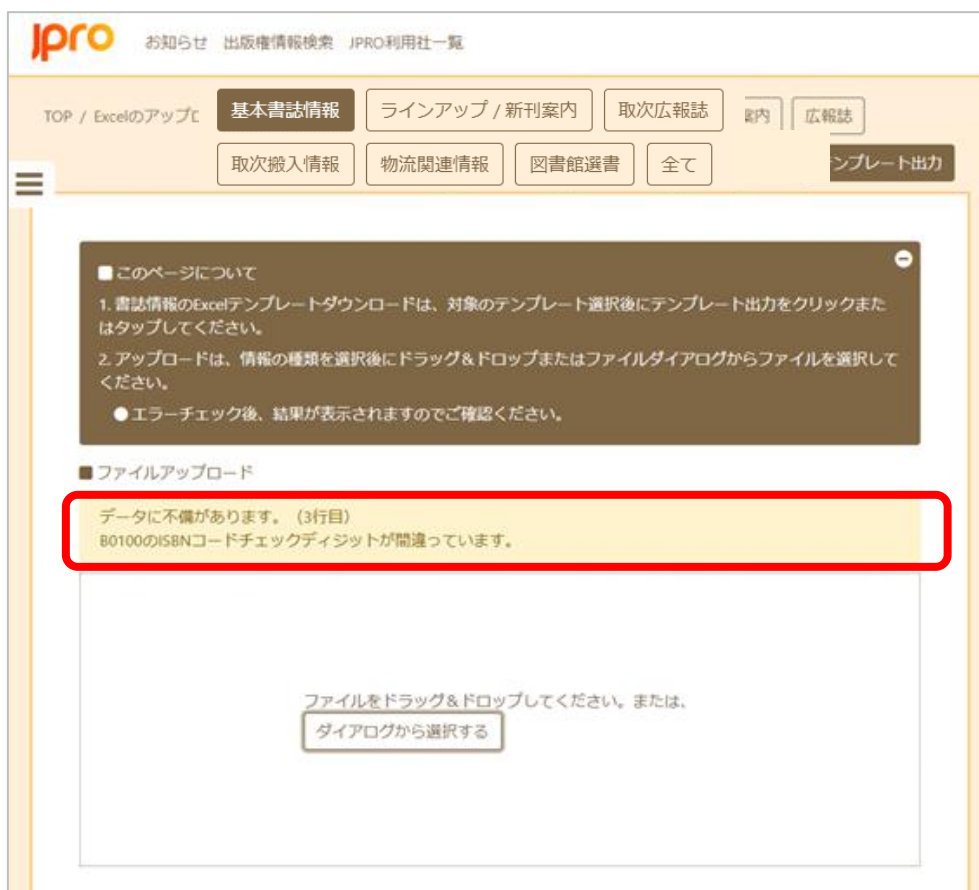 JPRO お知らせ 出版権情報検索 JPRO利用社一覧
TOP / Excelのアップロ 基本書誌情報 ラインアップ / 新刊案内 取次広報誌 案内 広報誌
取次搬入情報 物流関連情報 図書館選書 全て ンプレート出力
■このページについて
1. 書誌情報のExcelテンプレートダウンロードは、対象のテンプレート選択後にテンプレート出力をクリックまた
はタップしてください。
2. アップロードは、情報の種類を選択後にドラッグ＆ドロップまたはファイルダイアログからファイルを選択して
ください。
●エラーチェック後、結果が表示されますのでご確認ください。
■ファイルアップロード
データに不備があります。（3行目）
B0100のISBNコードチェックディジットが間違っています。
ファイルをドラッグ＆ドロップしてください。または、
ダイアログから選択する